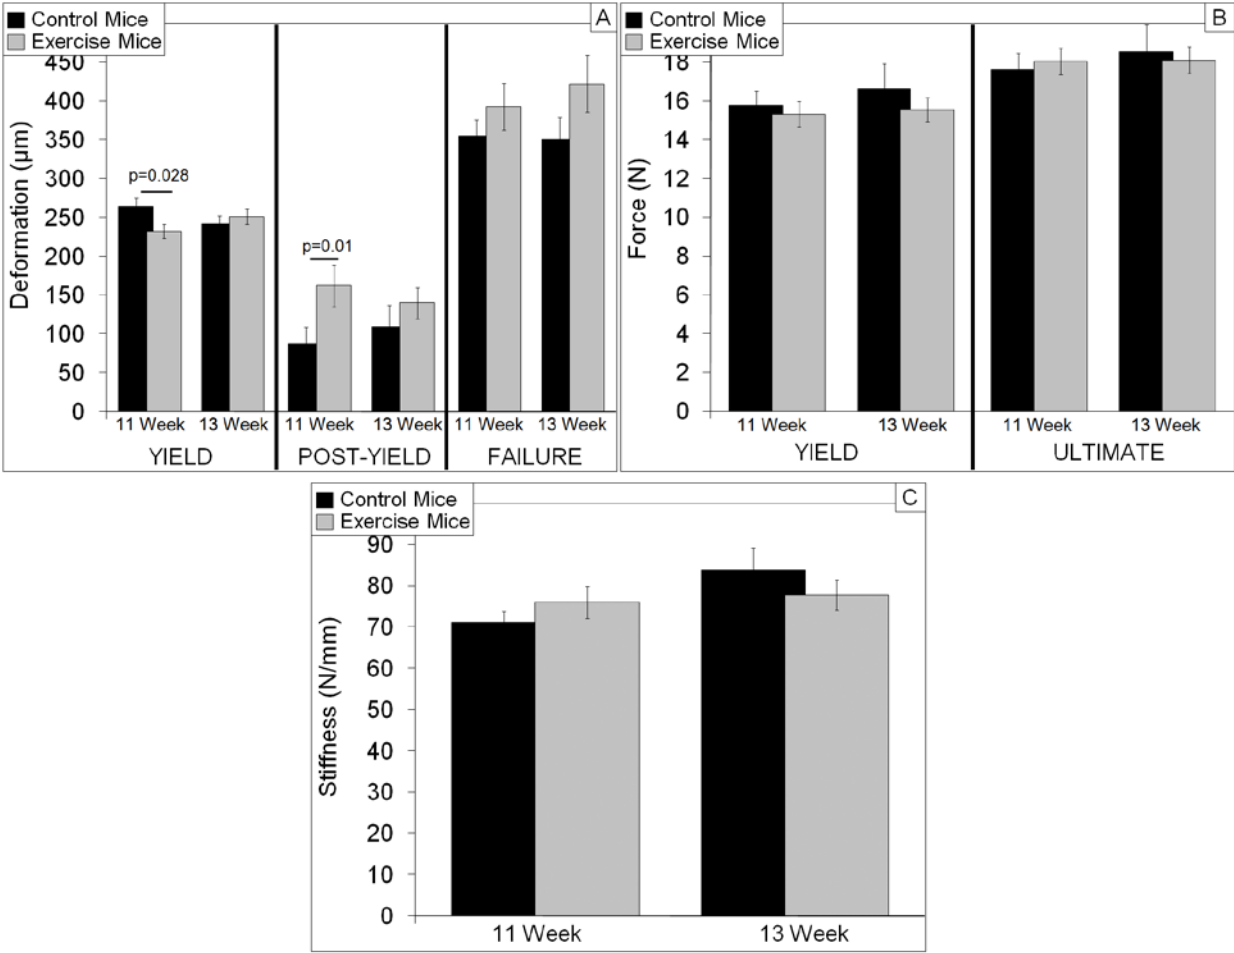 Control Mice
Exercise Mice
A
Deformation (µm)
450
400
350
300
250
200
150
100
50
0
p=0.028
p=0.01
11 Week 13 Week 11 Week 13 Week 11 Week 13 Week
YIELD POST-YIELD FAILURE
Control Mice
Exercise Mice
B
Force (N)
18
16
14
12
10
8
6
4
2
0
11 Week 13 Week 11 Week 13 Week
YIELD ULTIMATE
Control Mice
Exercise Mice
C
Stiffness (N/mm)
90
80
70
60
50
40
30
20
10
0
11 Week 13 Week